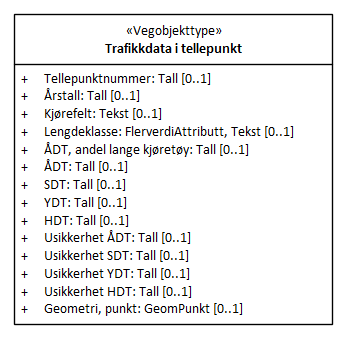 «Vegobjekttype»
Trafikkdata i tellepunkt
+ Tellepunktnummer: Tall [0..1]
+ Årstall: Tall [0..1]
+ Kjørefelt: Tekst [0..1]
+ Lengdeklasse: FlerverdiAttributt, Tekst [0..1]
+ ÅDT, andel lange kjøretøy: Tall [0..1]
+ ÅDT: Tall [0..1]
+ SDT: Tall [0..1]
+ YDT: Tall [0..1]
+ HDT: Tall [0..1]
+ Usikkerhet ÅDT: Tall [0..1]
+ Usikkerhet SDT: Tall [0..1]
+ Usikkerhet YDT: Tall [0..1]
+ Usikkerhet HDT: Tall [0..1]
+ Geometri, punkt: GeomPunkt [0..1]